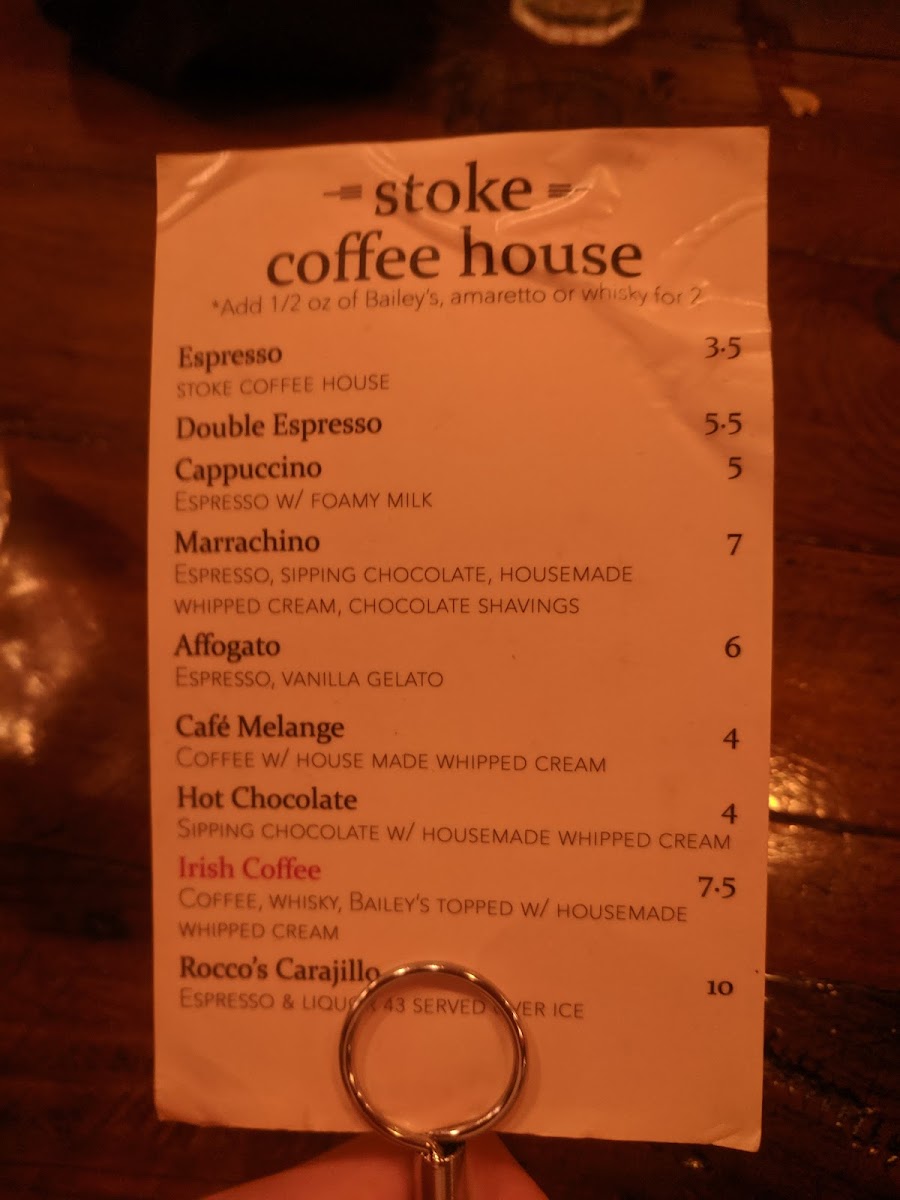 stoke
coffee house
*Add 1/2 oz of Bailey's, amaretto or whisky for 2
Espresso 3.5
STOKE COFFEE HOUSE
Double Espresso 5.5
Cappuccino 5
ESPRESSO W/ FOAMY MILK
Marrachino 7
ESPRESSO, SIPPING CHOCOLATE, HOUSEMADE
WHIPPED CREAM, CHOCOLATE SHAVINGS
Affogato 6
ESPRESSO, VANILLA GELATO
Café Melange 4
COFFEE W/ HOUSE MADE WHIPPED CREAM
Hot Chocolate 4
SIPPING CHOCOLATE W/ HOUSEMADE WHIPPED CREAM
Irish Coffee 7.5
COFFEE, WHISKY, BAILEY'S TOPPED W/ HOUSEMADE
WHIPPED CREAM
Rocco's Carajillo 10
ESPRESSO & LIQUOR 43 SERVED OVER ICE